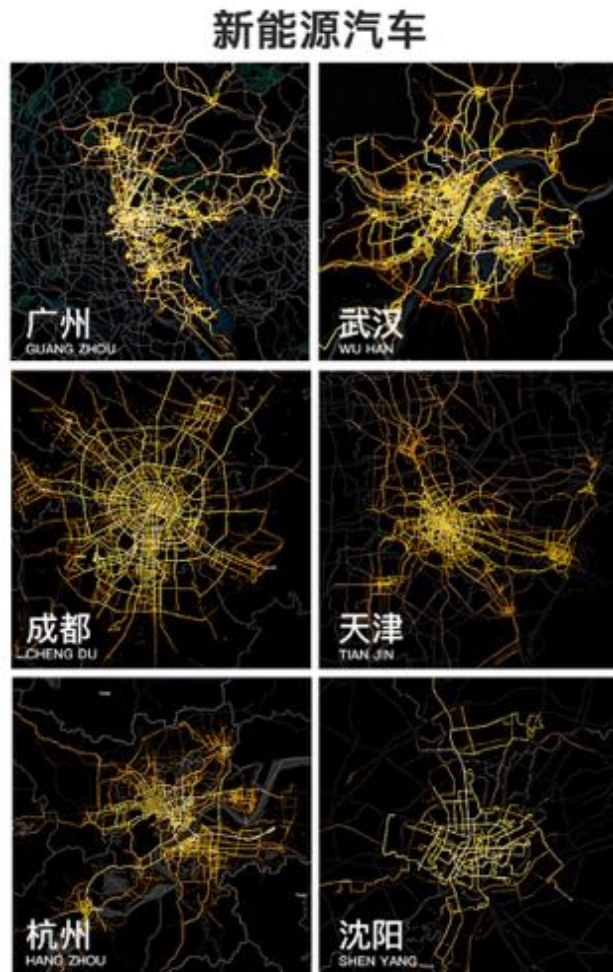 新能源汽车
广州
GUANG ZHOU
武汉
WU HAN
成都
CHENG DU
天津
TIAN JIN
杭州
HANG ZHOU
沈阳
SHEN YANG